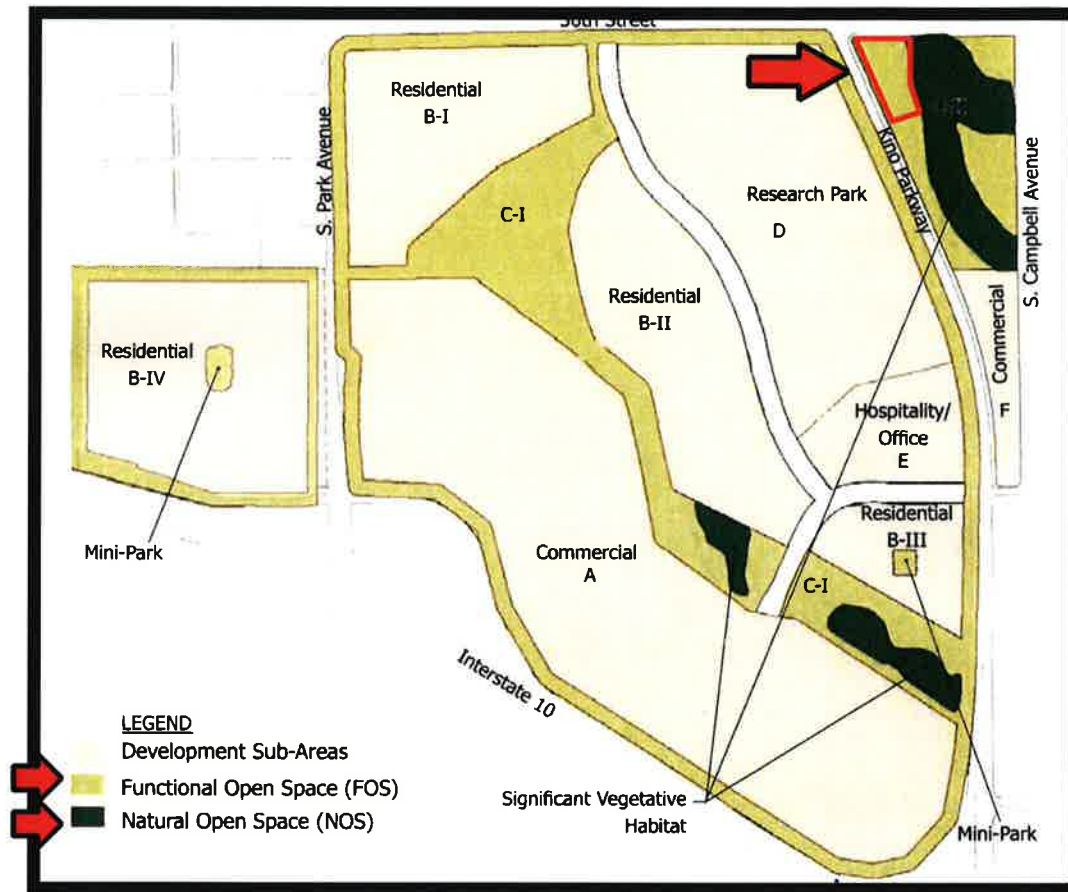 Street
Residential
B-I
S. Park Avenue
C-I
Research Park
D
Kino Parkway
S. Campbell Avenue
Residential
B-II
Residential
B-IV
Commercial
F
Hospitality/
Office
E
Residential
B-III
Mini-Park
Commercial
A
C-I
Interstate 10
LEGEND
Development Sub-Areas
Functional Open Space (FOS)
Natural Open Space (NOS)
Significant Vegetative
Habitat
Mini-Park